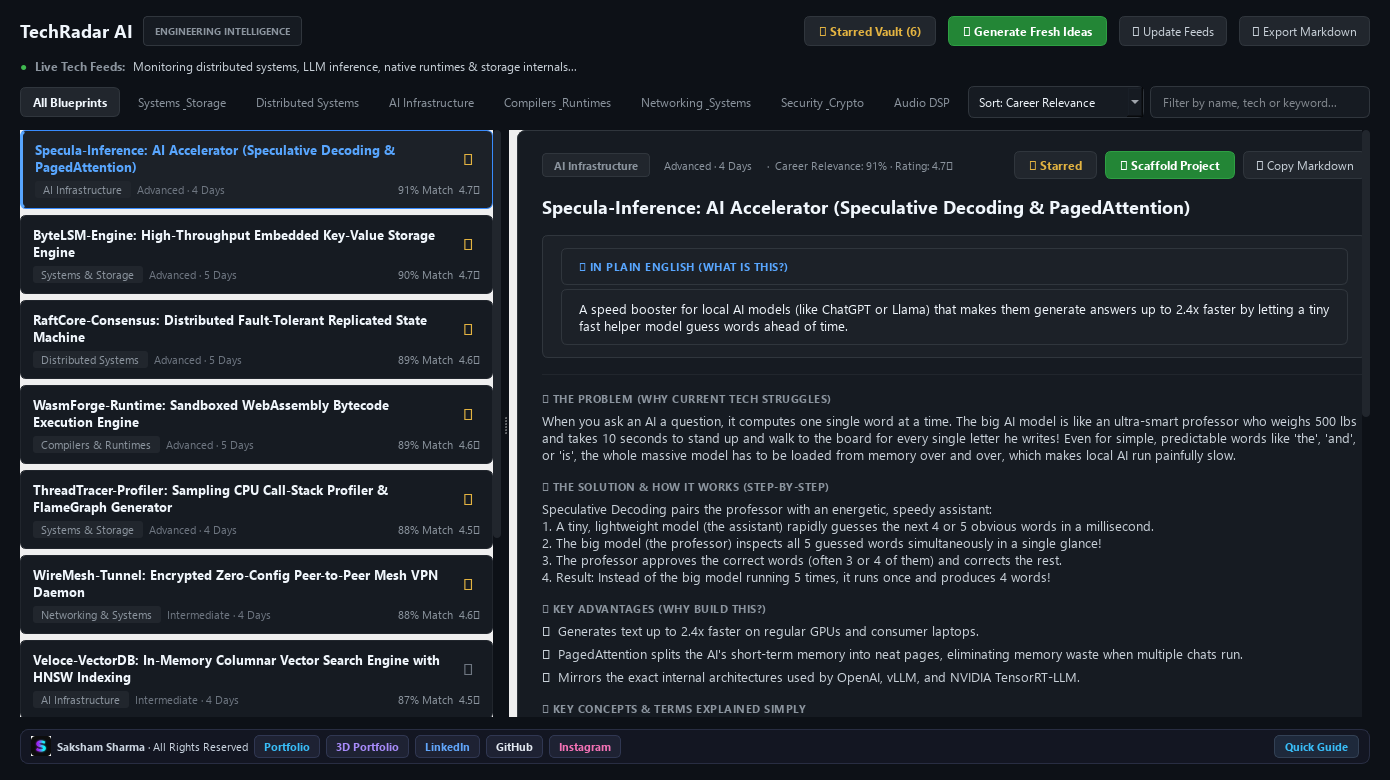 TechRadar AI
ENGINEERING INTELLIGENCE
Starred Vault (6)
Generate Fresh Ideas
Update Feeds
Export Markdown
Live Tech Feeds: Monitoring distributed systems, LLM inference, native runtimes & storage internals...
All Blueprints
Systems _Storage
Distributed Systems
AI Infrastructure
Compilers _Runtimes
Networking _Systems
Security _Crypto
Audio DSP
Sort: Career Relevance
Filter by name, tech or keyword...
Specula-Inference: AI Accelerator (Speculative Decoding &
PagedAttention)
AI Infrastructure Advanced · 4 Days 91% Match 4.7
ByteLSM-Engine: High-Throughput Embedded Key-Value Storage
Engine
Systems & Storage Advanced · 5 Days 90% Match 4.7
RaftCore-Consensus: Distributed Fault-Tolerant Replicated State
Machine
Distributed Systems Advanced · 5 Days 89% Match 4.6
WasmForge-Runtime: Sandboxed WebAssembly Bytecode
Execution Engine
Compilers & Runtimes Advanced · 5 Days 89% Match 4.6
ThreadTracer-Profiler: Sampling CPU Call-Stack Profiler &
FlameGraph Generator
Systems & Storage Advanced · 4 Days 88% Match 4.5
WireMesh-Tunnel: Encrypted Zero-Config Peer-to-Peer Mesh VPN
Daemon
Networking & Systems Intermediate · 4 Days 88% Match 4.6
Veloce-VectorDB: In-Memory Columnar Vector Search Engine with
HNSW Indexing
AI Infrastructure Intermediate · 4 Days 87% Match 4.5
AI Infrastructure Advanced · 4 Days · Career Relevance: 91% · Rating: 4.7
Starred
Scaffold Project
Copy Markdown
Specula-Inference: AI Accelerator (Speculative Decoding & PagedAttention)
IN PLAIN ENGLISH (WHAT IS THIS?)
A speed booster for local AI models (like ChatGPT or Llama) that makes them generate answers up to 2.4x faster by letting a tiny
fast helper model guess words ahead of time.
THE PROBLEM (WHY CURRENT TECH STRUGGLES)
When you ask an AI a question, it computes one single word at a time. The big AI model is like an ultra-smart professor who weighs 500 lbs
and takes 10 seconds to stand up and walk to the board for every single letter he writes! Even for simple, predictable words like 'the', 'and',
or 'is', the whole massive model has to be loaded from memory over and over, which makes local AI run painfully slow.
THE SOLUTION & HOW IT WORKS (STEP-BY-STEP)
Speculative Decoding pairs the professor with an energetic, speedy assistant:
1. A tiny, lightweight model (the assistant) rapidly guesses the next 4 or 5 obvious words in a millisecond.
2. The big model (the professor) inspects all 5 guessed words simultaneously in a single glance!
3. The professor approves the correct words (often 3 or 4 of them) and corrects the rest.
4. Result: Instead of the big model running 5 times, it runs once and produces 4 words!
KEY ADVANTAGES (WHY BUILD THIS?)
Generates text up to 2.4x faster on regular GPUs and consumer laptops.
PagedAttention splits the AI's short-term memory into neat pages, eliminating memory waste when multiple chats run.
Mirrors the exact internal architectures used by OpenAI, vLLM, and NVIDIA TensorRT-LLM.
KEY CONCEPTS & TERMS EXPLAINED SIMPLY
S Saksham Sharma · All Rights Reserved
Portfolio
3D Portfolio
LinkedIn
GitHub
Instagram
Quick Guide